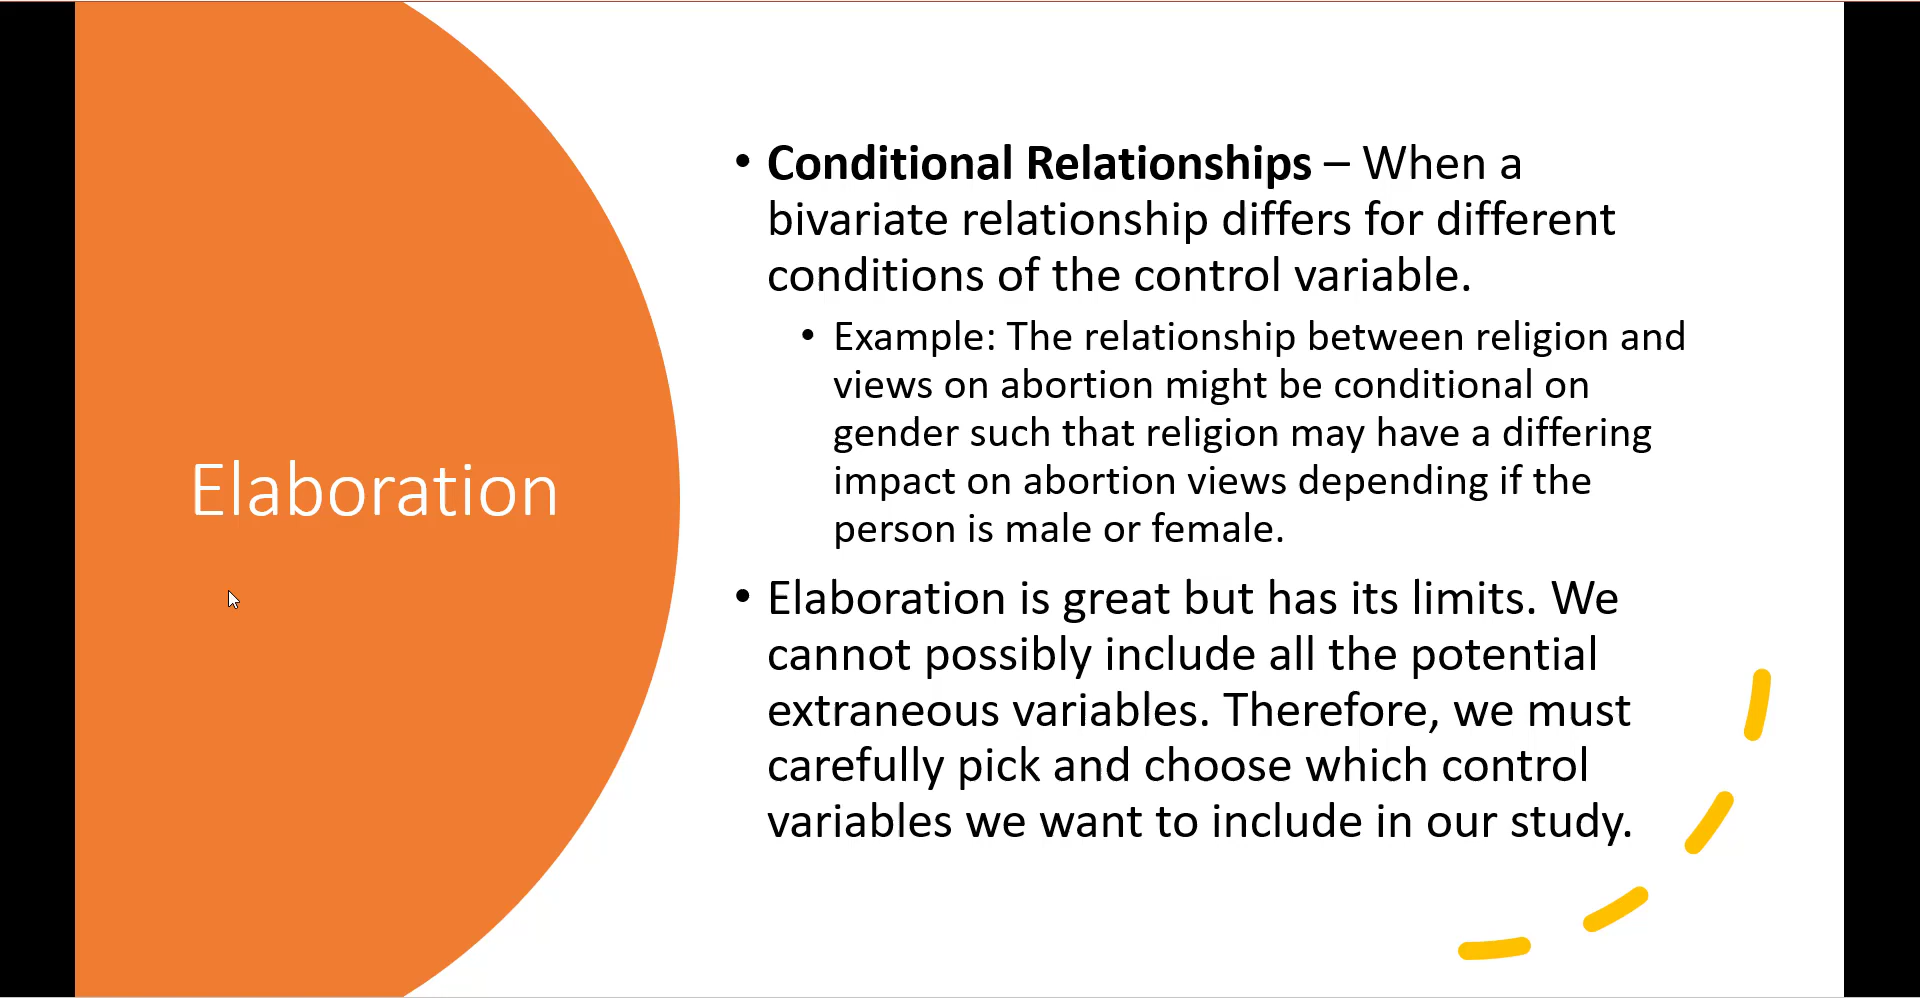 Elaboration
• Conditional Relationships – When a
bivariate relationship differs for different
conditions of the control variable.
• Example: The relationship between religion and
views on abortion might be conditional on
gender such that religion may have a differing
impact on abortion views depending if the
person is male or female.
• Elaboration is great but has its limits. We
cannot possibly include all the potential
extraneous variables. Therefore, we must
carefully pick and choose which control
variables we want to include in our study.